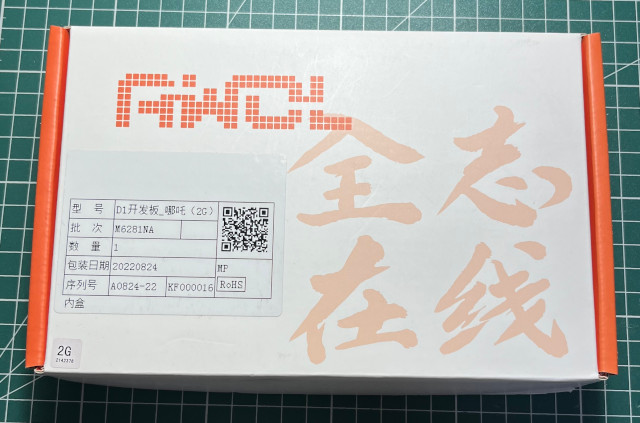 RiWCL
全志
在线
型 号 D1开发板_哪吒（2G）
批 次 M6281NA
数 量 1
包装日期 20220824 MP
序列号 A0824-22 KF000016 RoHS
内盒
2G